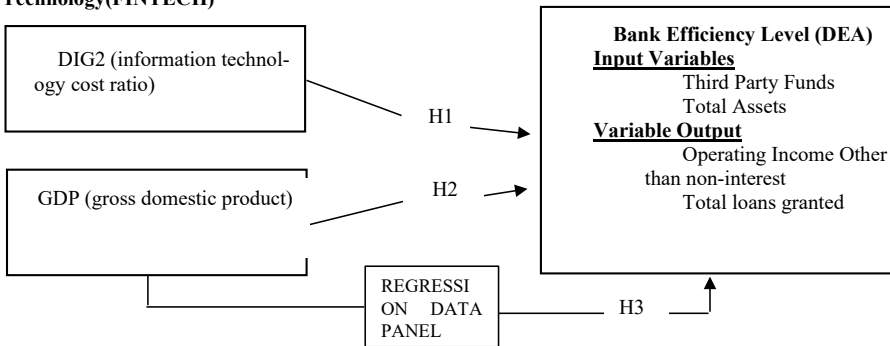 Technology(FINTECH)
DIG2 (information technol-
ogy cost ratio)
H1
GDP (gross domestic product)
H2
Bank Efficiency Level (DEA)
Input Variables
Third Party Funds
Total Assets
Variable Output
Operating Income Other
than non-interest
Total loans granted
REGRESSI
ON DATA
PANEL
H3